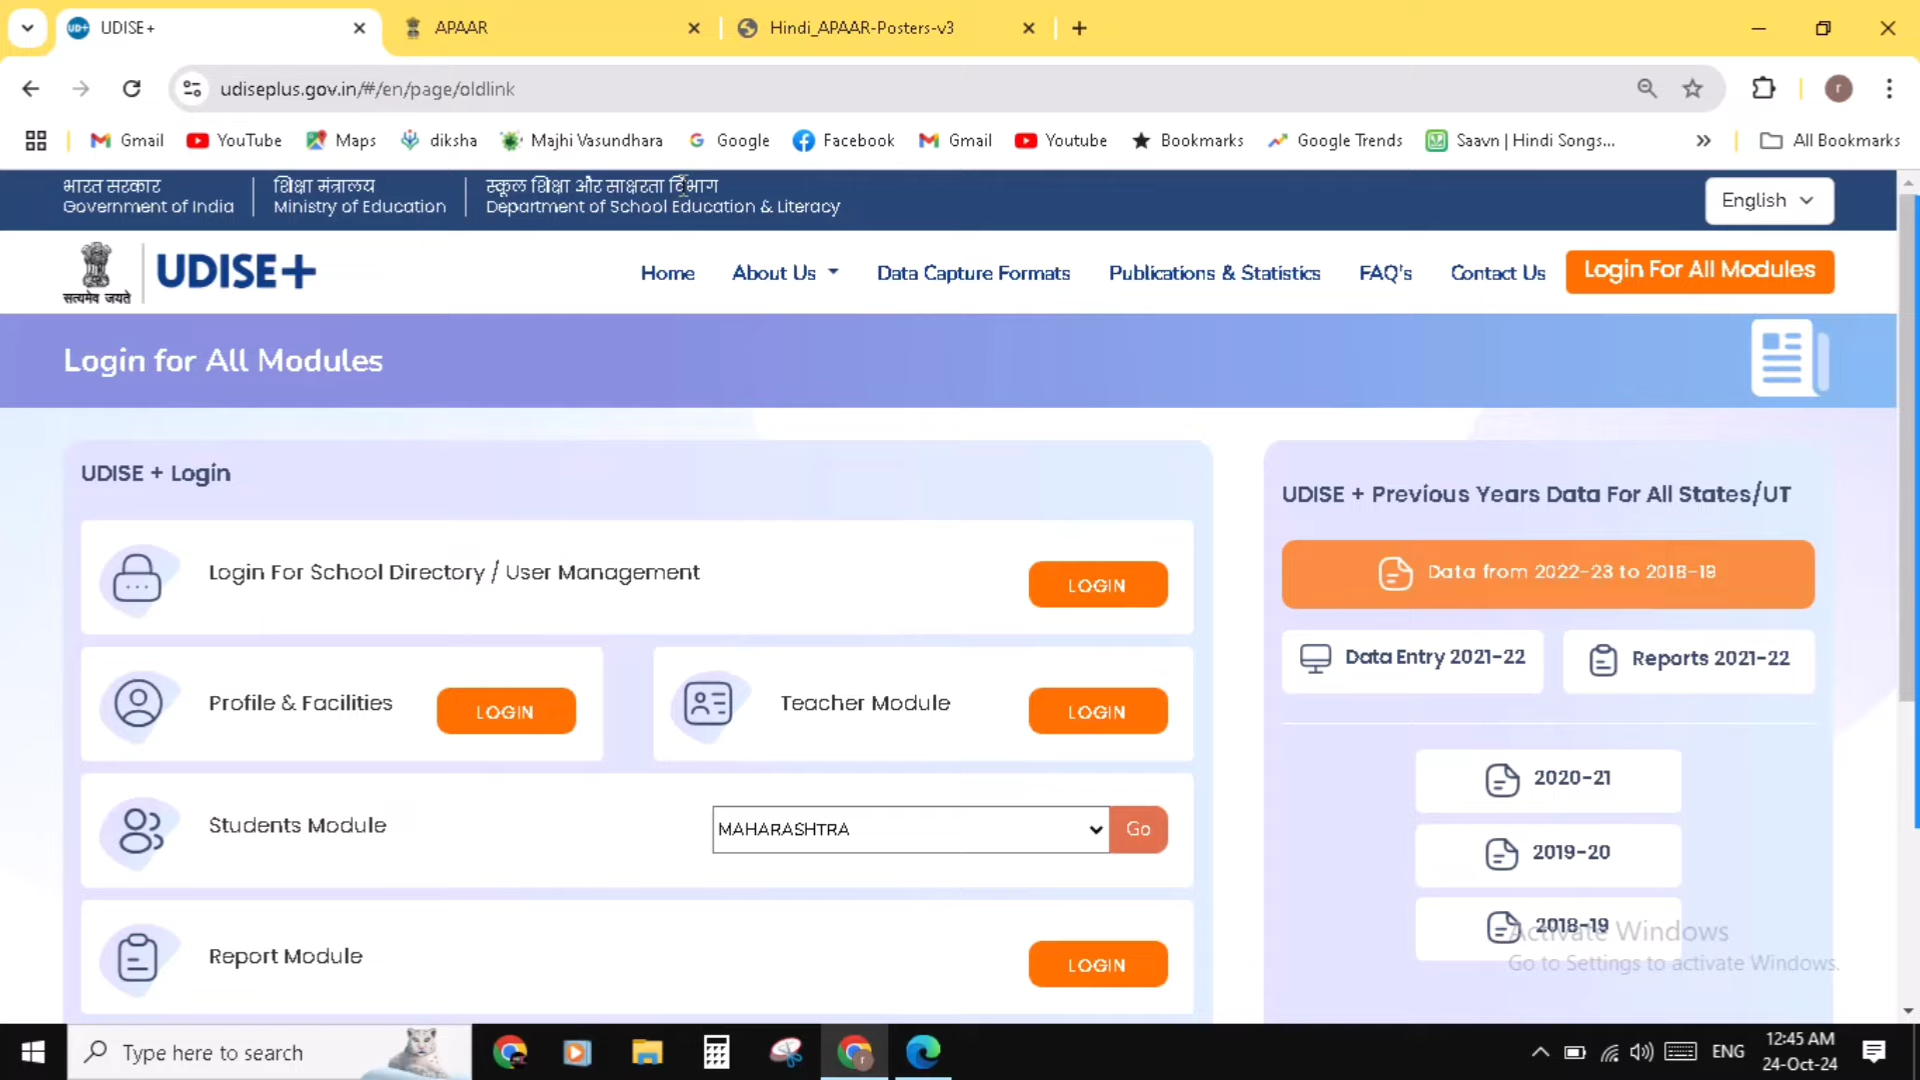 UDISE+
APAAR
Hindi_APAAR-Posters-v3
udiseplus.gov.in/#/en/page/oldlink
Gmail
YouTube
Maps
diksha
Majhi Vasundhara
Google
Facebook
Gmail
Youtube
Bookmarks
Google Trends
Saavn | Hindi Songs...
All Bookmarks
भारत सरकार
Government of India
शिक्षा मंत्रालय
Ministry of Education
स्कूल शिक्षा और साक्षरता विभाग
Department of School Education & Literacy
English
सत्यमेव जयते
UDISE+
Home
About Us
Data Capture Formats
Publications & Statistics
FAQ's
Contact Us
Login For All Modules
Login for All Modules
UDISE + Login
Login For School Directory / User Management
LOGIN
Profile & Facilities
LOGIN
Teacher Module
LOGIN
Students Module
MAHARASHTRA
Go
Report Module
LOGIN
UDISE + Previous Years Data For All States/UT
Data from 2022-23 to 2018-19
Data Entry 2021-22
Reports 2021-22
2020-21
2019-20
2018-19
Activate Windows
Go to Settings to activate Windows.
Type here to search
ENG
12:45 AM
24-Oct-24